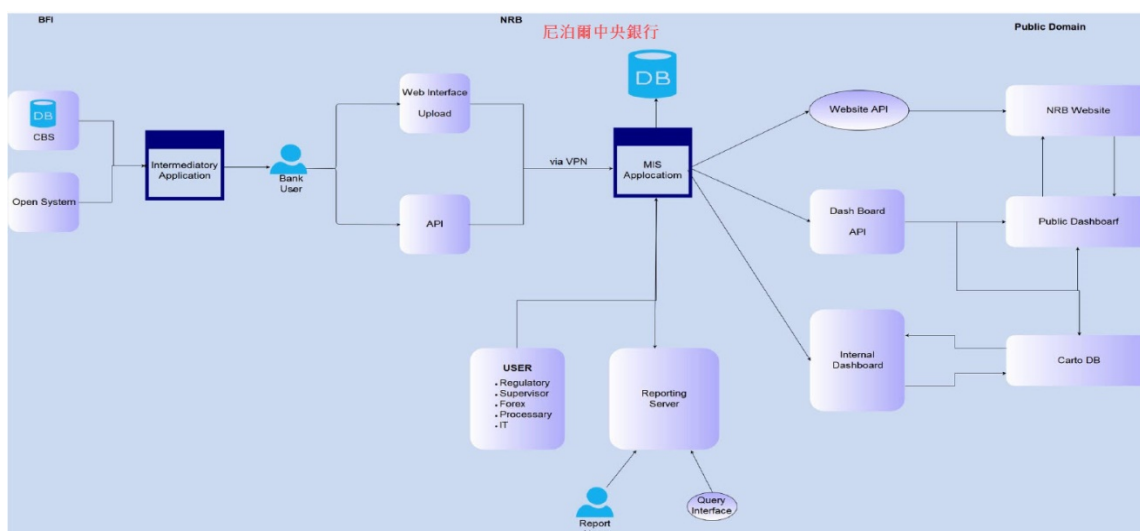 BFI
NRB
Public Domain
尼泊爾中央銀行
DB
CBS
Open System
Intermediatory
Application
Bank
User
Web Interface
Upload
API
via VPN
DB
MIS
Applocatiom
USER
• Regulatory
• Supervisor
• Forex
• Processary
• IT
Reporting
Server
Report
Query
Interface
Website API
Dash Board
API
Internal
Dashboard
NRB Website
Public Dashboarf
Carto DB